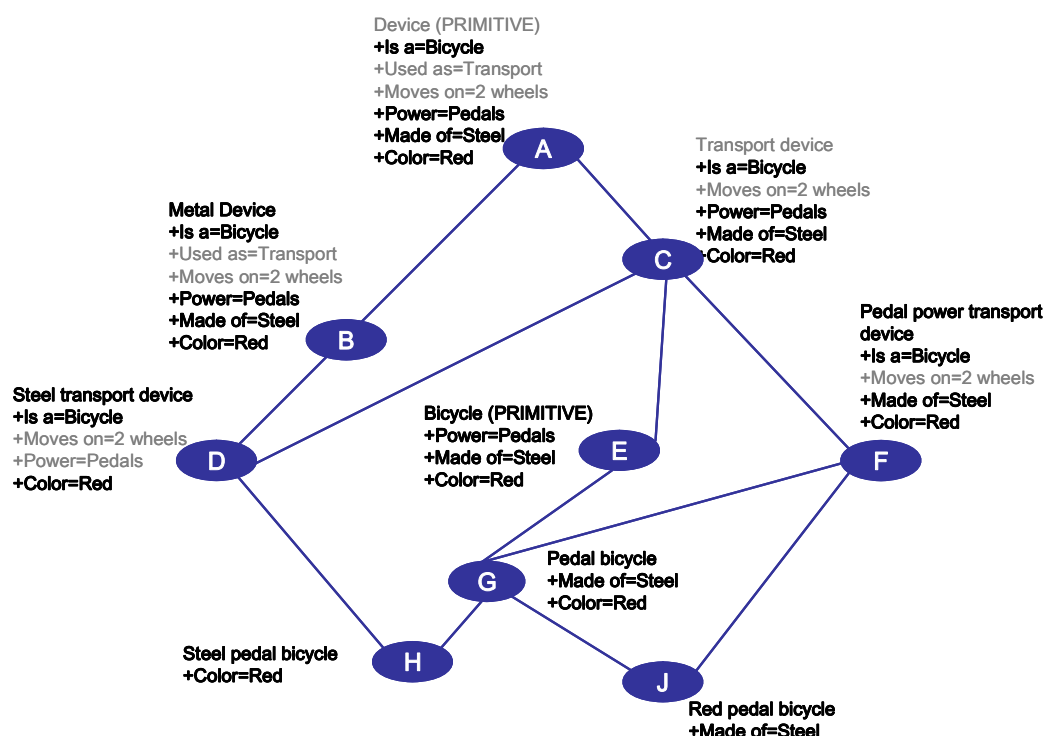 Device (PRIMITIVE)
+Is a=Bicycle
+Used as=Transport
+Moves on=2 wheels
+Power=Pedals
+Made of=Steel
+Color=Red
A
Transport device
+Is a=Bicycle
+Moves on=2 wheels
+Power=Pedals
+Made of=Steel
+Color=Red
C
Metal Device
+Is a=Bicycle
+Used as=Transport
+Moves on=2 wheels
+Power=Pedals
+Made of=Steel
+Color=Red
B
Pedal power transport
device
+Is a=Bicycle
+Moves on=2 wheels
+Made of=Steel
+Color=Red
F
Steel transport device
+Is a=Bicycle
+Moves on=2 wheels
+Power=Pedals
+Color=Red
D
Bicycle (PRIMITIVE)
+Power=Pedals
+Made of=Steel
+Color=Red
E
Pedal bicycle
+Made of=Steel
+Color=Red
G
Steel pedal bicycle
+Color=Red
H
J
Red pedal bicycle
+Made of=Steel